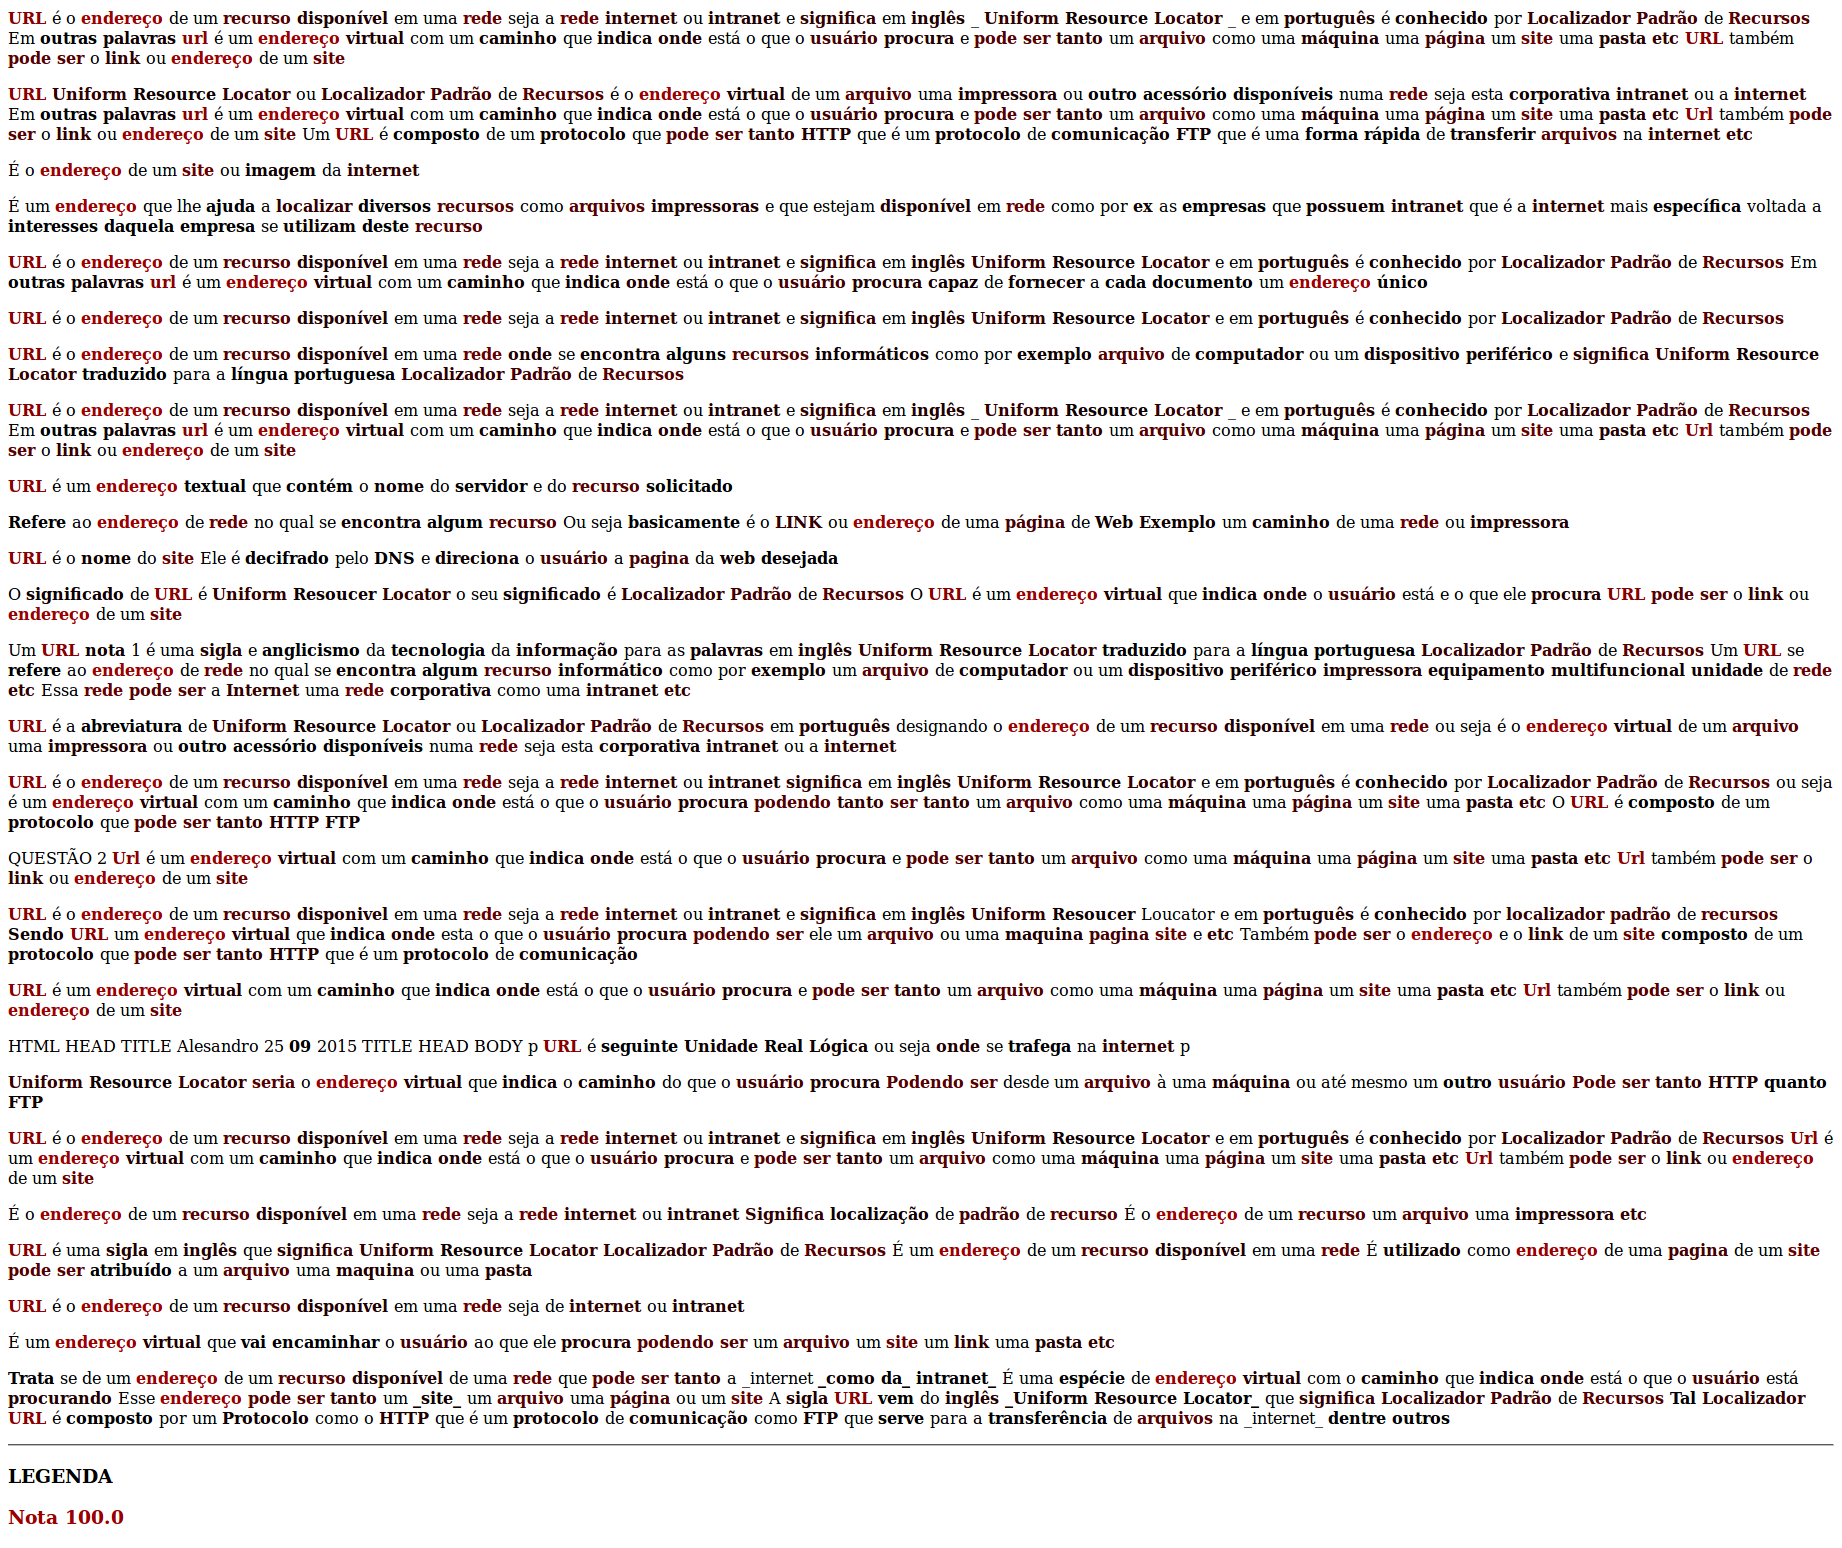 URL é o endereço de um recurso disponível em uma rede seja a rede internet ou intranet e significa em inglês _ Uniform Resource Locator _ e em português é conhecido por Localizador Padrão de Recursos
Em outras palavras url é um endereço virtual com um caminho que indica onde está o que o usuário procura e pode ser tanto um arquivo como uma máquina uma página um site uma pasta etc URL também
pode ser o link ou endereço de um site
URL Uniform Resource Locator ou Localizador Padrão de Recursos é o endereço virtual de um arquivo uma impressora ou outro acessório disponíveis numa rede seja esta corporativa intranet ou a internet
Em outras palavras url é um endereço virtual com um caminho que indica onde está o que o usuário procura e pode ser tanto um arquivo como uma máquina uma página um site uma pasta etc Url também pode
ser o link ou endereço de um site Um URL é composto de um protocolo que pode ser tanto HTTP que é um protocolo de comunicação FTP que é uma forma rápida de transferir arquivos na internet etc
É o endereço de um site ou imagem da internet
É um endereço que lhe ajuda a localizar diversos recursos como arquivos impressoras e que estejam disponível em rede como por ex as empresas que possuem intranet que é a internet mais específica voltada a
interesses daquela empresa se utilizam deste recurso
URL é o endereço de um recurso disponível em uma rede seja a rede internet ou intranet e significa em inglês Uniform Resource Locator e em português é conhecido por Localizador Padrão de Recursos Em
outras palavras url é um endereço virtual com um caminho que indica onde está o que o usuário procura capaz de fornecer a cada documento um endereço único
URL é o endereço de um recurso disponível em uma rede seja a rede internet ou intranet e significa em inglês Uniform Resource Locator e em português é conhecido por Localizador Padrão de Recursos
URL é o endereço de um recurso disponível em uma rede onde se encontra alguns recursos informáticos como por exemplo arquivo de computador ou um dispositivo periférico e significa Uniform Resource
Locator traduzido para a língua portuguesa Localizador Padrão de Recursos
URL é o endereço de um recurso disponível em uma rede seja a rede internet ou intranet e significa em inglês _ Uniform Resource Locator _ e em português é conhecido por Localizador Padrão de Recursos
Em outras palavras url é um endereço virtual com um caminho que indica onde está o que o usuário procura e pode ser tanto um arquivo como uma máquina uma página um site uma pasta etc Url também pode
ser o link ou endereço de um site
URL é um endereço textual que contém o nome do servidor e do recurso solicitado
Refere ao endereço de rede no qual se encontra algum recurso Ou seja basicamente é o LINK ou endereço de uma página de Web Exemplo um caminho de uma rede ou impressora
URL é o nome do site Ele é decifrado pelo DNS e direciona o usuário a pagina da web desejada
O significado de URL é Uniform Resoucer Locator o seu significado é Localizador Padrão de Recursos O URL é um endereço virtual que indica onde o usuário está e o que ele procura URL pode ser o link ou
endereço de um site
Um URL nota 1 é uma sigla e anglicismo da tecnologia da informação para as palavras em inglês Uniform Resource Locator traduzido para a língua portuguesa Localizador Padrão de Recursos Um URL se
refere ao endereço de rede no qual se encontra algum recurso informático como por exemplo um arquivo de computador ou um dispositivo periférico impressora equipamento multifuncional unidade de rede
etc Essa rede pode ser a Internet uma rede corporativa como uma intranet etc
URL é a abreviatura de Uniform Resource Locator ou Localizador Padrão de Recursos em português designando o endereço de um recurso disponível em uma rede ou seja é o endereço virtual de um arquivo
uma impressora ou outro acessório disponíveis numa rede seja esta corporativa intranet ou a internet
URL é o endereço de um recurso disponível em uma rede seja a rede internet ou intranet significa em inglês Uniform Resource Locator e em português é conhecido por Localizador Padrão de Recursos ou seja
é um endereço virtual com um caminho que indica onde está o que o usuário procura podendo tanto ser tanto um arquivo como uma máquina uma página um site uma pasta etc O URL é composto de um
protocolo que pode ser tanto HTTP FTP
QUESTÃO 2 Url é um endereço virtual com um caminho que indica onde está o que o usuário procura e pode ser tanto um arquivo como uma máquina uma página um site uma pasta etc Url também pode ser o
link ou endereço de um site
URL é o endereço de um recurso disponivel em uma rede seja a rede internet ou intranet e significa em inglês Uniform Resoucer Loucator e em português é conhecido por localizador padrão de recursos
Sendo URL um endereço virtual que indica onde esta o que o usuário procura podendo ser ele um arquivo ou uma maquina pagina site e etc Também pode ser o endereço e o link de um site composto de um
protocolo que pode ser tanto HTTP que é um protocolo de comunicação
URL é um endereço virtual com um caminho que indica onde está o que o usuário procura e pode ser tanto um arquivo como uma máquina uma página um site uma pasta etc Url também pode ser o link ou
endereço de um site
HTML HEAD TITLE Alesandro 25 09 2015 TITLE HEAD BODY p URL é seguinte Unidade Real Lógica ou seja onde se trafega na internet p
Uniform Resource Locator seria o endereço virtual que indica o caminho do que o usuário procura Podendo ser desde um arquivo à uma máquina ou até mesmo um outro usuário Pode ser tanto HTTP quanto
FTP
URL é o endereço de um recurso disponível em uma rede seja a rede internet ou intranet e significa em inglês Uniform Resource Locator e em português é conhecido por Localizador Padrão de Recursos Url é
um endereço virtual com um caminho que indica onde está o que o usuário procura e pode ser tanto um arquivo como uma máquina uma página um site uma pasta etc Url também pode ser o link ou endereço
de um site
É o endereço de um recurso disponível em uma rede seja a rede internet ou intranet Significa localização de padrão de recurso É o endereço de um recurso um arquivo uma impressora etc
URL é uma sigla em inglês que significa Uniform Resource Locator Localizador Padrão de Recursos É um endereço de um recurso disponível em uma rede É utilizado como endereço de uma pagina de um site
pode ser atribuído a um arquivo uma maquina ou uma pasta
URL é o endereço de um recurso disponível em uma rede seja de internet ou intranet
É um endereço virtual que vai encaminhar o usuário ao que ele procura podendo ser um arquivo um site um link uma pasta etc
Trata se de um endereço de um recurso disponível de uma rede que pode ser tanto a _internet _como da_ intranet_ É uma espécie de endereço virtual com o caminho que indica onde está o que o usuário está
procurando Esse endereço pode ser tanto um _site_ um arquivo uma página ou um site A sigla URL vem do inglês _Uniform Resource Locator_ que significa Localizador Padrão de Recursos Tal Localizador
URL é composto por um Protocolo como o HTTP que é um protocolo de comunicação como FTP que serve para a transferência de arquivos na _internet_ dentre outros
LEGENDA
Nota 100.0